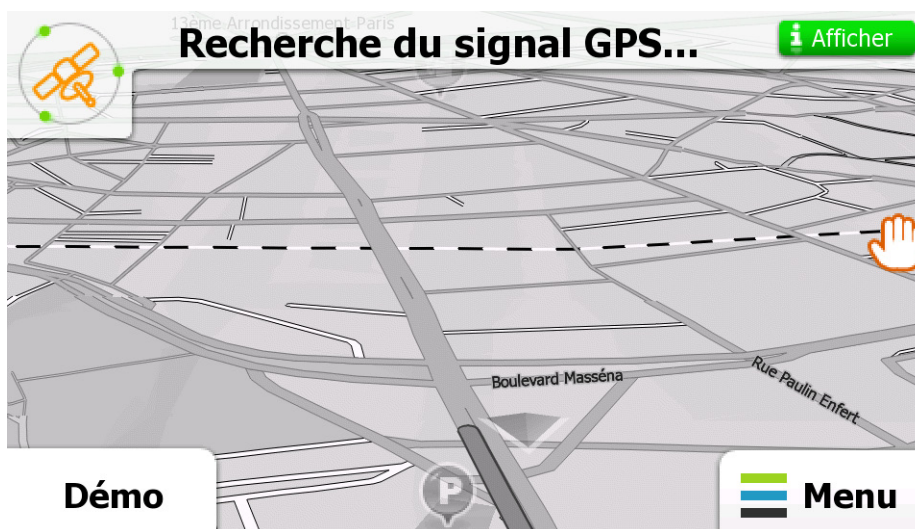 13ème Arrondissement Paris
Recherche du signal GPS...
i Afficher
Boulevard Masséna
Rue Paulin Enfert
P
Démo
Menu